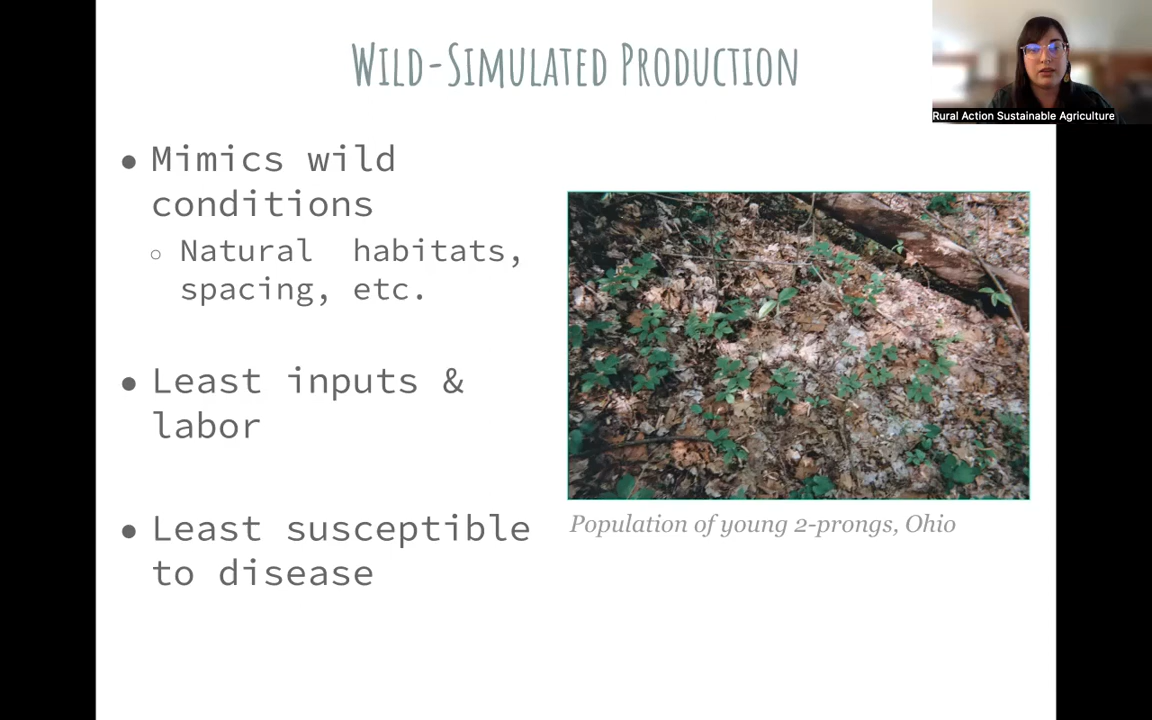 Wild-Simulated Production
Rural Action Sustainable Agriculture
● Mimics wild
conditions
○ Natural habitats,
spacing, etc.
● Least inputs &
labor
● Least susceptible
to disease
Population of young 2-prongs, Ohio